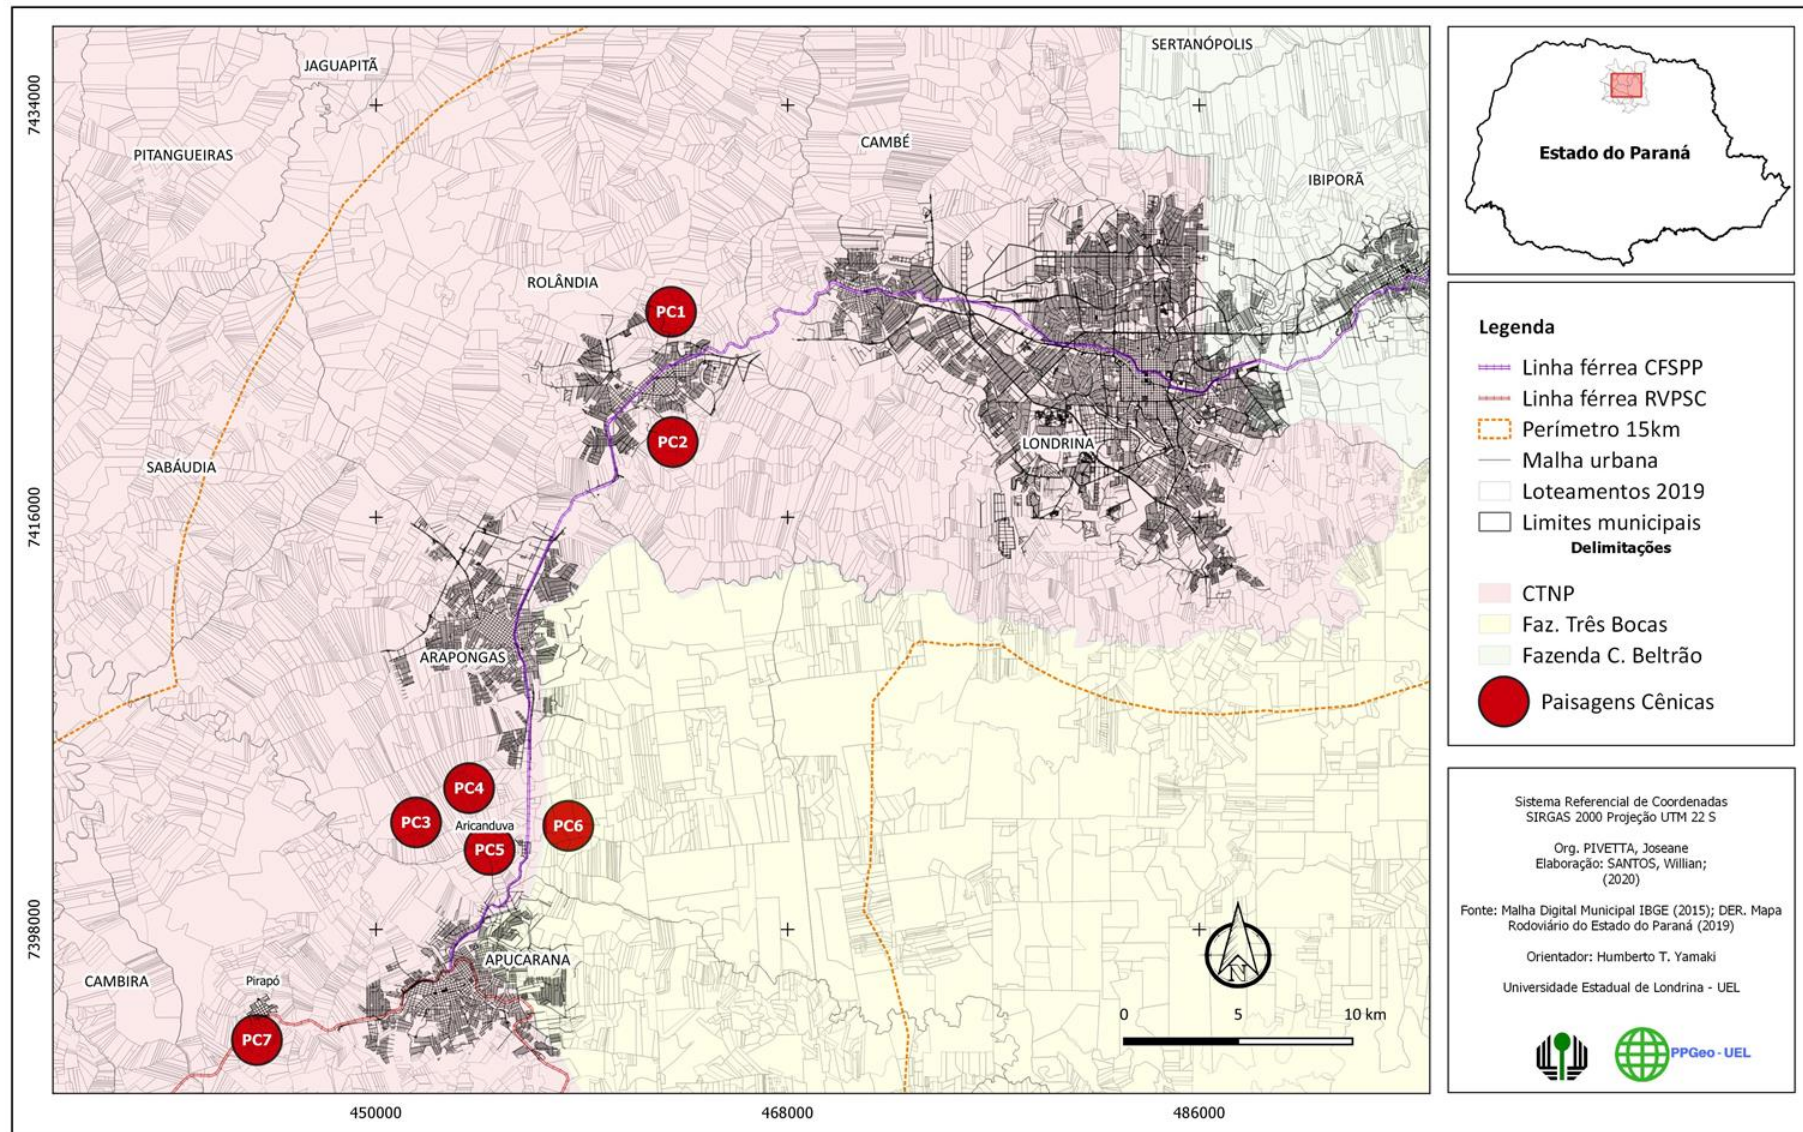 SERTANÓPOLIS
JAGUAPITÃ
PITANGUEIRAS
CAMBÉ
IBIPORÃ
ROLÂNDIA
PC1
PC2
LONDRINA
SABÁUDIA
ARAPONGAS
PC4
PC3
Aricanduva
PC6
PC5
APUCARANA
CAMBIRA
Pirapó
PC7
N
0 5 10 km
7434000
7416000
7398000
450000 468000 486000
Estado do Paraná
Legenda
Linha férrea CFSPP
Linha férrea RVPSC
Perímetro 15km
Malha urbana
Loteamentos 2019
Limites municipais
Delimitações
CTNP
Faz. Três Bocas
Fazenda C. Beltrão
Paisagens Cênicas
Sistema Referencial de Coordenadas
SIRGAS 2000 Projeção UTM 22 S
Org. PIVETTA, Joseane
Elaboração: SANTOS, Willian;
(2020)
Fonte: Malha Digital Municipal IBGE (2015); DER. Mapa
Rodoviário do Estado do Paraná (2019)
Orientador: Humberto T. Yamaki
Universidade Estadual de Londrina - UEL
PPGeo - UEL